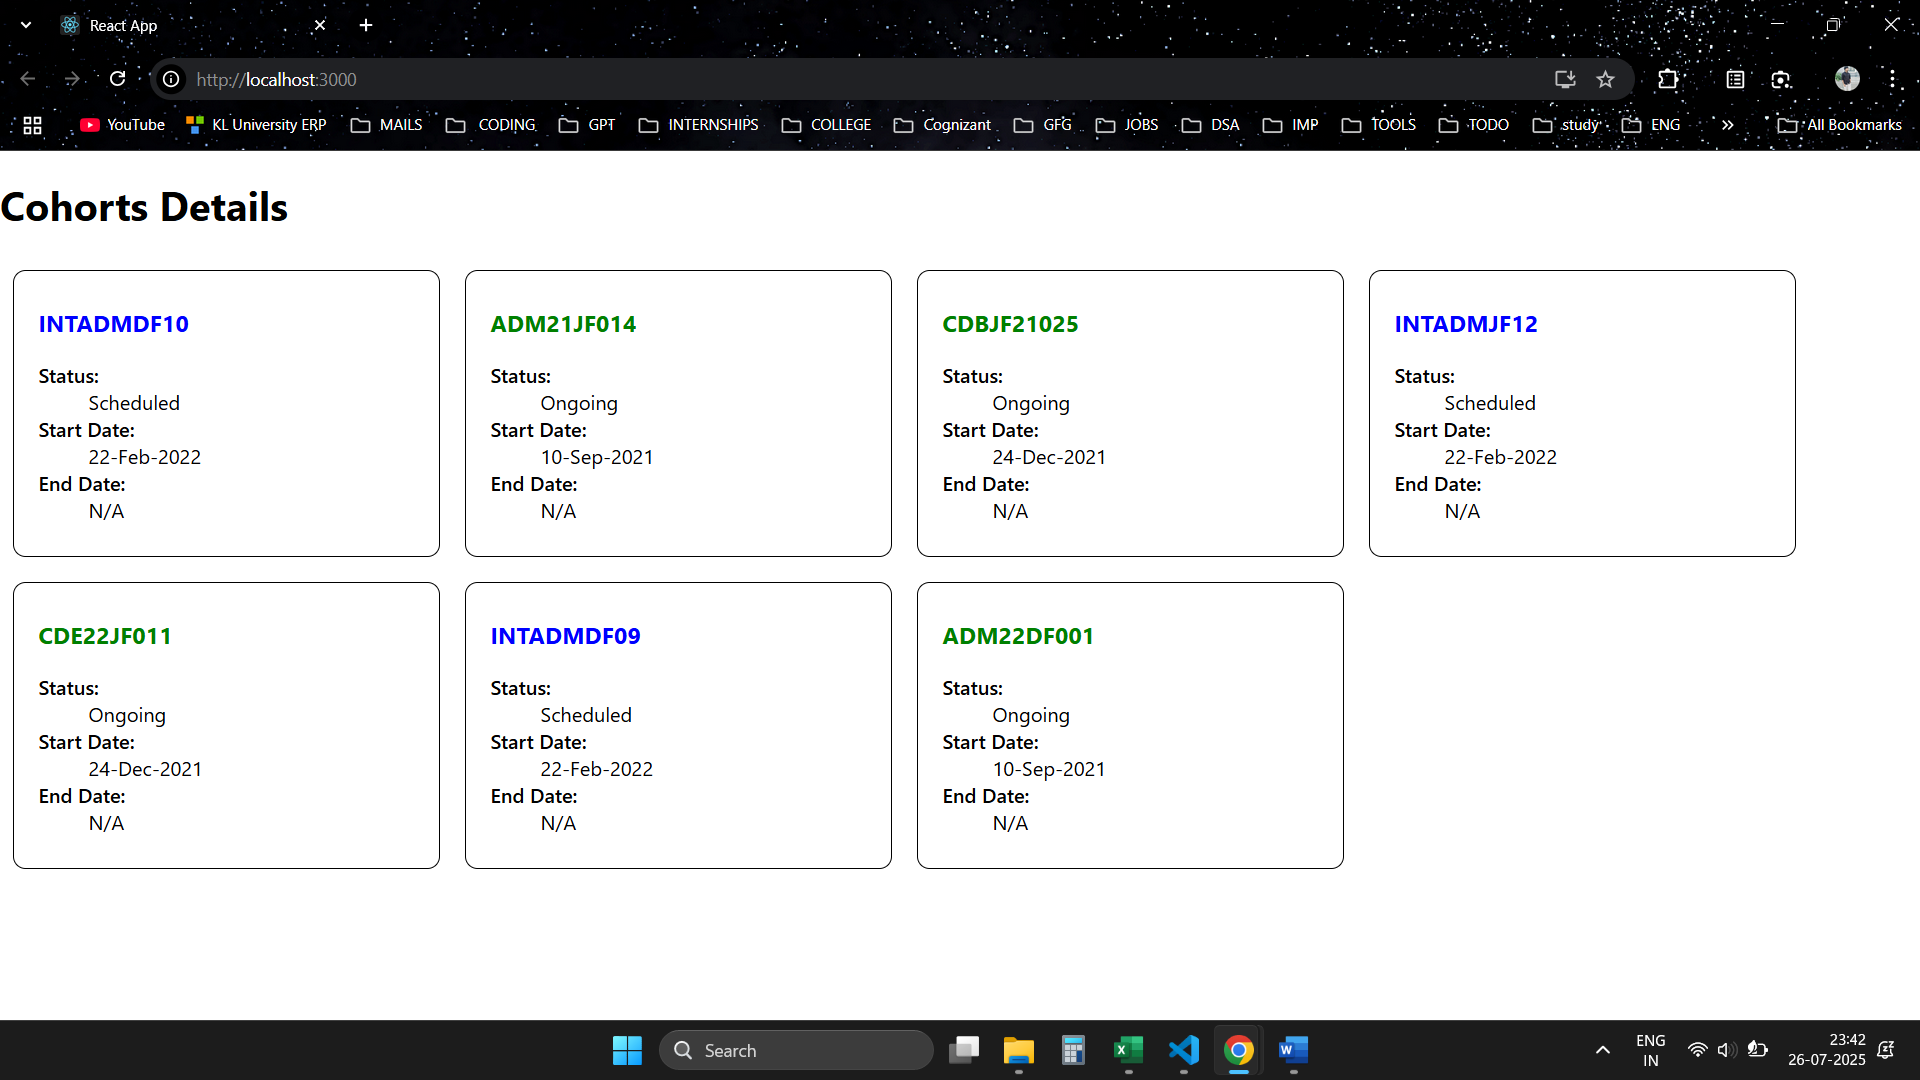 React App
http://localhost:3000
YouTube KL University ERP MAILS CODING GPT INTERNSHIPS COLLEGE Cognizant GFG JOBS DSA IMP TOOLS TODO study ENG » All Bookmarks
Cohorts Details
INTADMDF10
Status:
Scheduled
Start Date:
22-Feb-2022
End Date:
N/A
ADM21JF014
Status:
Ongoing
Start Date:
10-Sep-2021
End Date:
N/A
CDBJF21025
Status:
Ongoing
Start Date:
24-Dec-2021
End Date:
N/A
INTADMJF12
Status:
Scheduled
Start Date:
22-Feb-2022
End Date:
N/A
CDE22JF011
Status:
Ongoing
Start Date:
24-Dec-2021
End Date:
N/A
INTADMDF09
Status:
Scheduled
Start Date:
22-Feb-2022
End Date:
N/A
ADM22DF001
Status:
Ongoing
Start Date:
10-Sep-2021
End Date:
N/A
Search
ENG
IN
23:42
26-07-2025